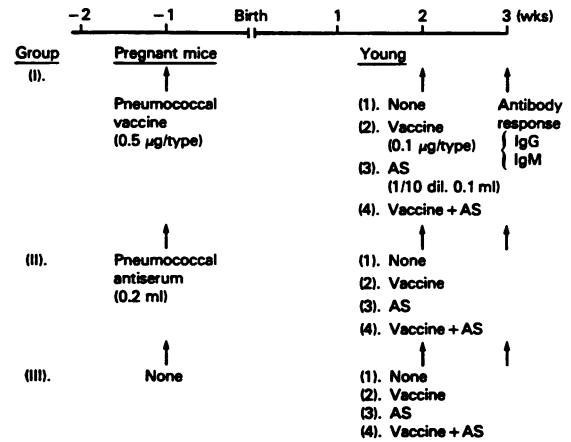 −2 −1 Birth 1 2 3 (wks)
Group Pregnant mice Young
(I).
Pneumococcal
vaccine
(0.5 μg/type)
(1). None
(2). Vaccine
(0.1 μg/type)
(3). AS
(1/10 dil. 0.1 ml)
(4). Vaccine + AS
Antibody
response
{ IgG
IgM
(II). Pneumococcal
antiserum
(0.2 ml)
(1). None
(2). Vaccine
(3). AS
(4). Vaccine + AS
(III). None
(1). None
(2). Vaccine
(3). AS
(4). Vaccine + AS